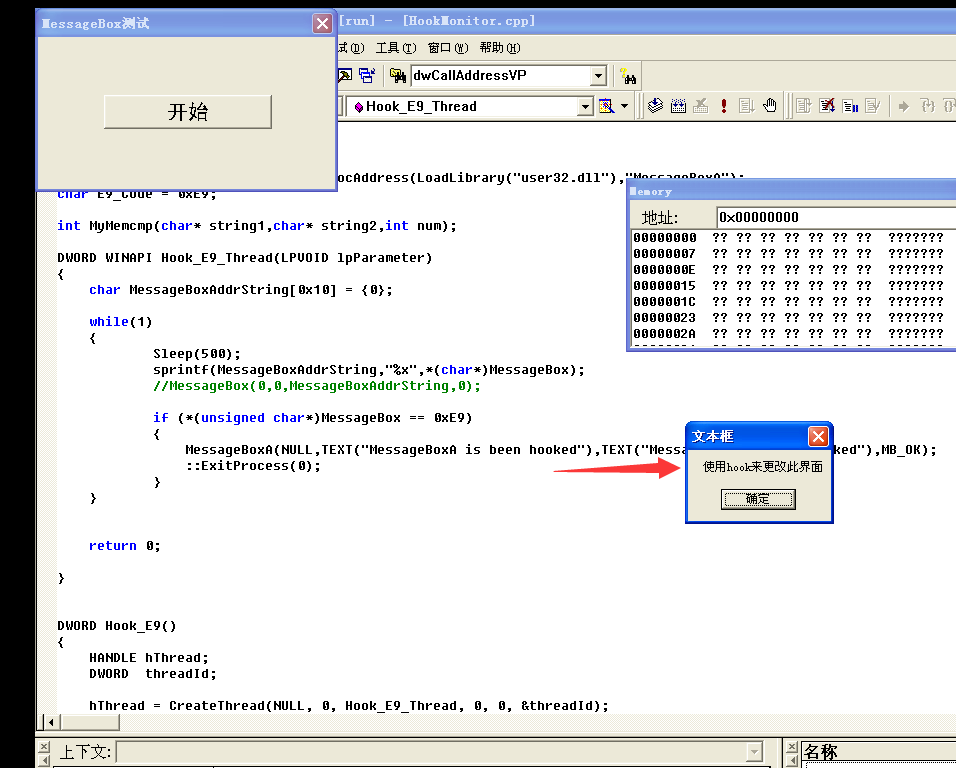 MessageBox测试
[run] - [HookMonitor.cpp]
工具(T) 窗口(W) 帮助(H)
dwCallAddressVP
Hook_E9_Thread
开始
ocAddress(LoadLibrary("user32.dll"),"MessageBoxA");
char E9_Code = 0xE9;
int MyMemcmp(char* string1,char* string2,int num);
DWORD WINAPI Hook_E9_Thread(LPVOID lpParameter)
{
char MessageBoxAddrString[0x10] = {0};
while(1)
{
Sleep(500);
sprintf(MessageBoxAddrString,"%x",*(char*)MessageBox);
//MessageBox(0,0,MessageBoxAddrString,0);
if (*(unsigned char*)MessageBox == 0xE9)
{
MessageBoxA(NULL,TEXT("MessageBoxA is been hooked"),TEXT("Messa
ked"),MB_OK);
::ExitProcess(0);
}
}
return 0;
}
DWORD Hook_E9()
{
HANDLE hThread;
DWORD threadId;
hThread = CreateThread(NULL, 0, Hook_E9_Thread, 0, 0, &threadId);
Memory
地址: 0x00000000
00000000 ?? ?? ?? ?? ?? ?? ?? ???????
00000007 ?? ?? ?? ?? ?? ?? ?? ???????
0000000E ?? ?? ?? ?? ?? ?? ?? ???????
00000015 ?? ?? ?? ?? ?? ?? ?? ???????
0000001C ?? ?? ?? ?? ?? ?? ?? ???????
00000023 ?? ?? ?? ?? ?? ?? ?? ???????
0000002A ?? ?? ?? ?? ?? ?? ?? ???????
文本框
使用hook来更改此界面
确定
上下文:
名称